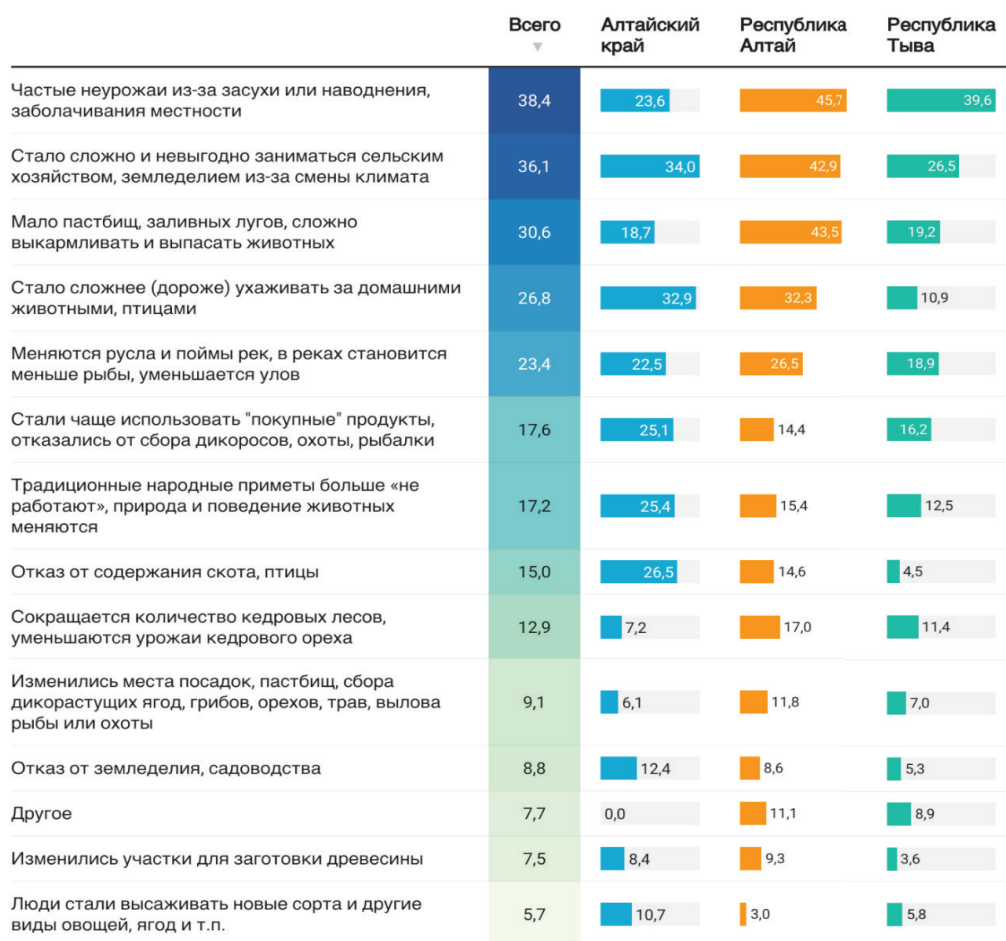 Всего
Алтайский
край
Республика
Алтай
Республика
Тыва
Частые неурожаи из-за засухи или наводнения,
заболачивания местности
38,4 23,6 45,7 39,6
Стало сложно и невыгодно заниматься сельским
хозяйством, земледелием из-за смены климата
36,1 34,0 42,9 26,5
Мало пастбищ, заливных лугов, сложно
выкармливать и выпасать животных
30,6 18,7 43,5 19,2
Стало сложнее (дороже) ухаживать за домашними
животными, птицами
26,8 32,9 32,3 10,9
Меняются русла и поймы рек, в реках становится
меньше рыбы, уменьшается улов
23,4 22,5 26,5 18,9
Стали чаще использовать "покупные" продукты,
отказались от сбора дикоросов, охоты, рыбалки
17,6 25,1 14,4 16,2
Традиционные народные приметы больше «не
работают», природа и поведение животных
меняются
17,2 25,4 15,4 12,5
Отказ от содержания скота, птицы 15,0 26,5 14,6 4,5
Сокращается количество кедровых лесов,
уменьшаются урожаи кедрового ореха
12,9 7,2 17,0 11,4
Изменились места посадок, пастбищ, сбора
дикорастущих ягод, грибов, орехов, трав, вылова
рыбы или охоты
9,1 6,1 11,8 7,0
Отказ от земледелия, садоводства 8,8 12,4 8,6 5,3
Другое 7,7 0,0 11,1 8,9
Изменились участки для заготовки древесины 7,5 8,4 9,3 3,6
Люди стали высаживать новые сорта и другие
виды овощей, ягод и т.п.
5,7 10,7 3,0 5,8